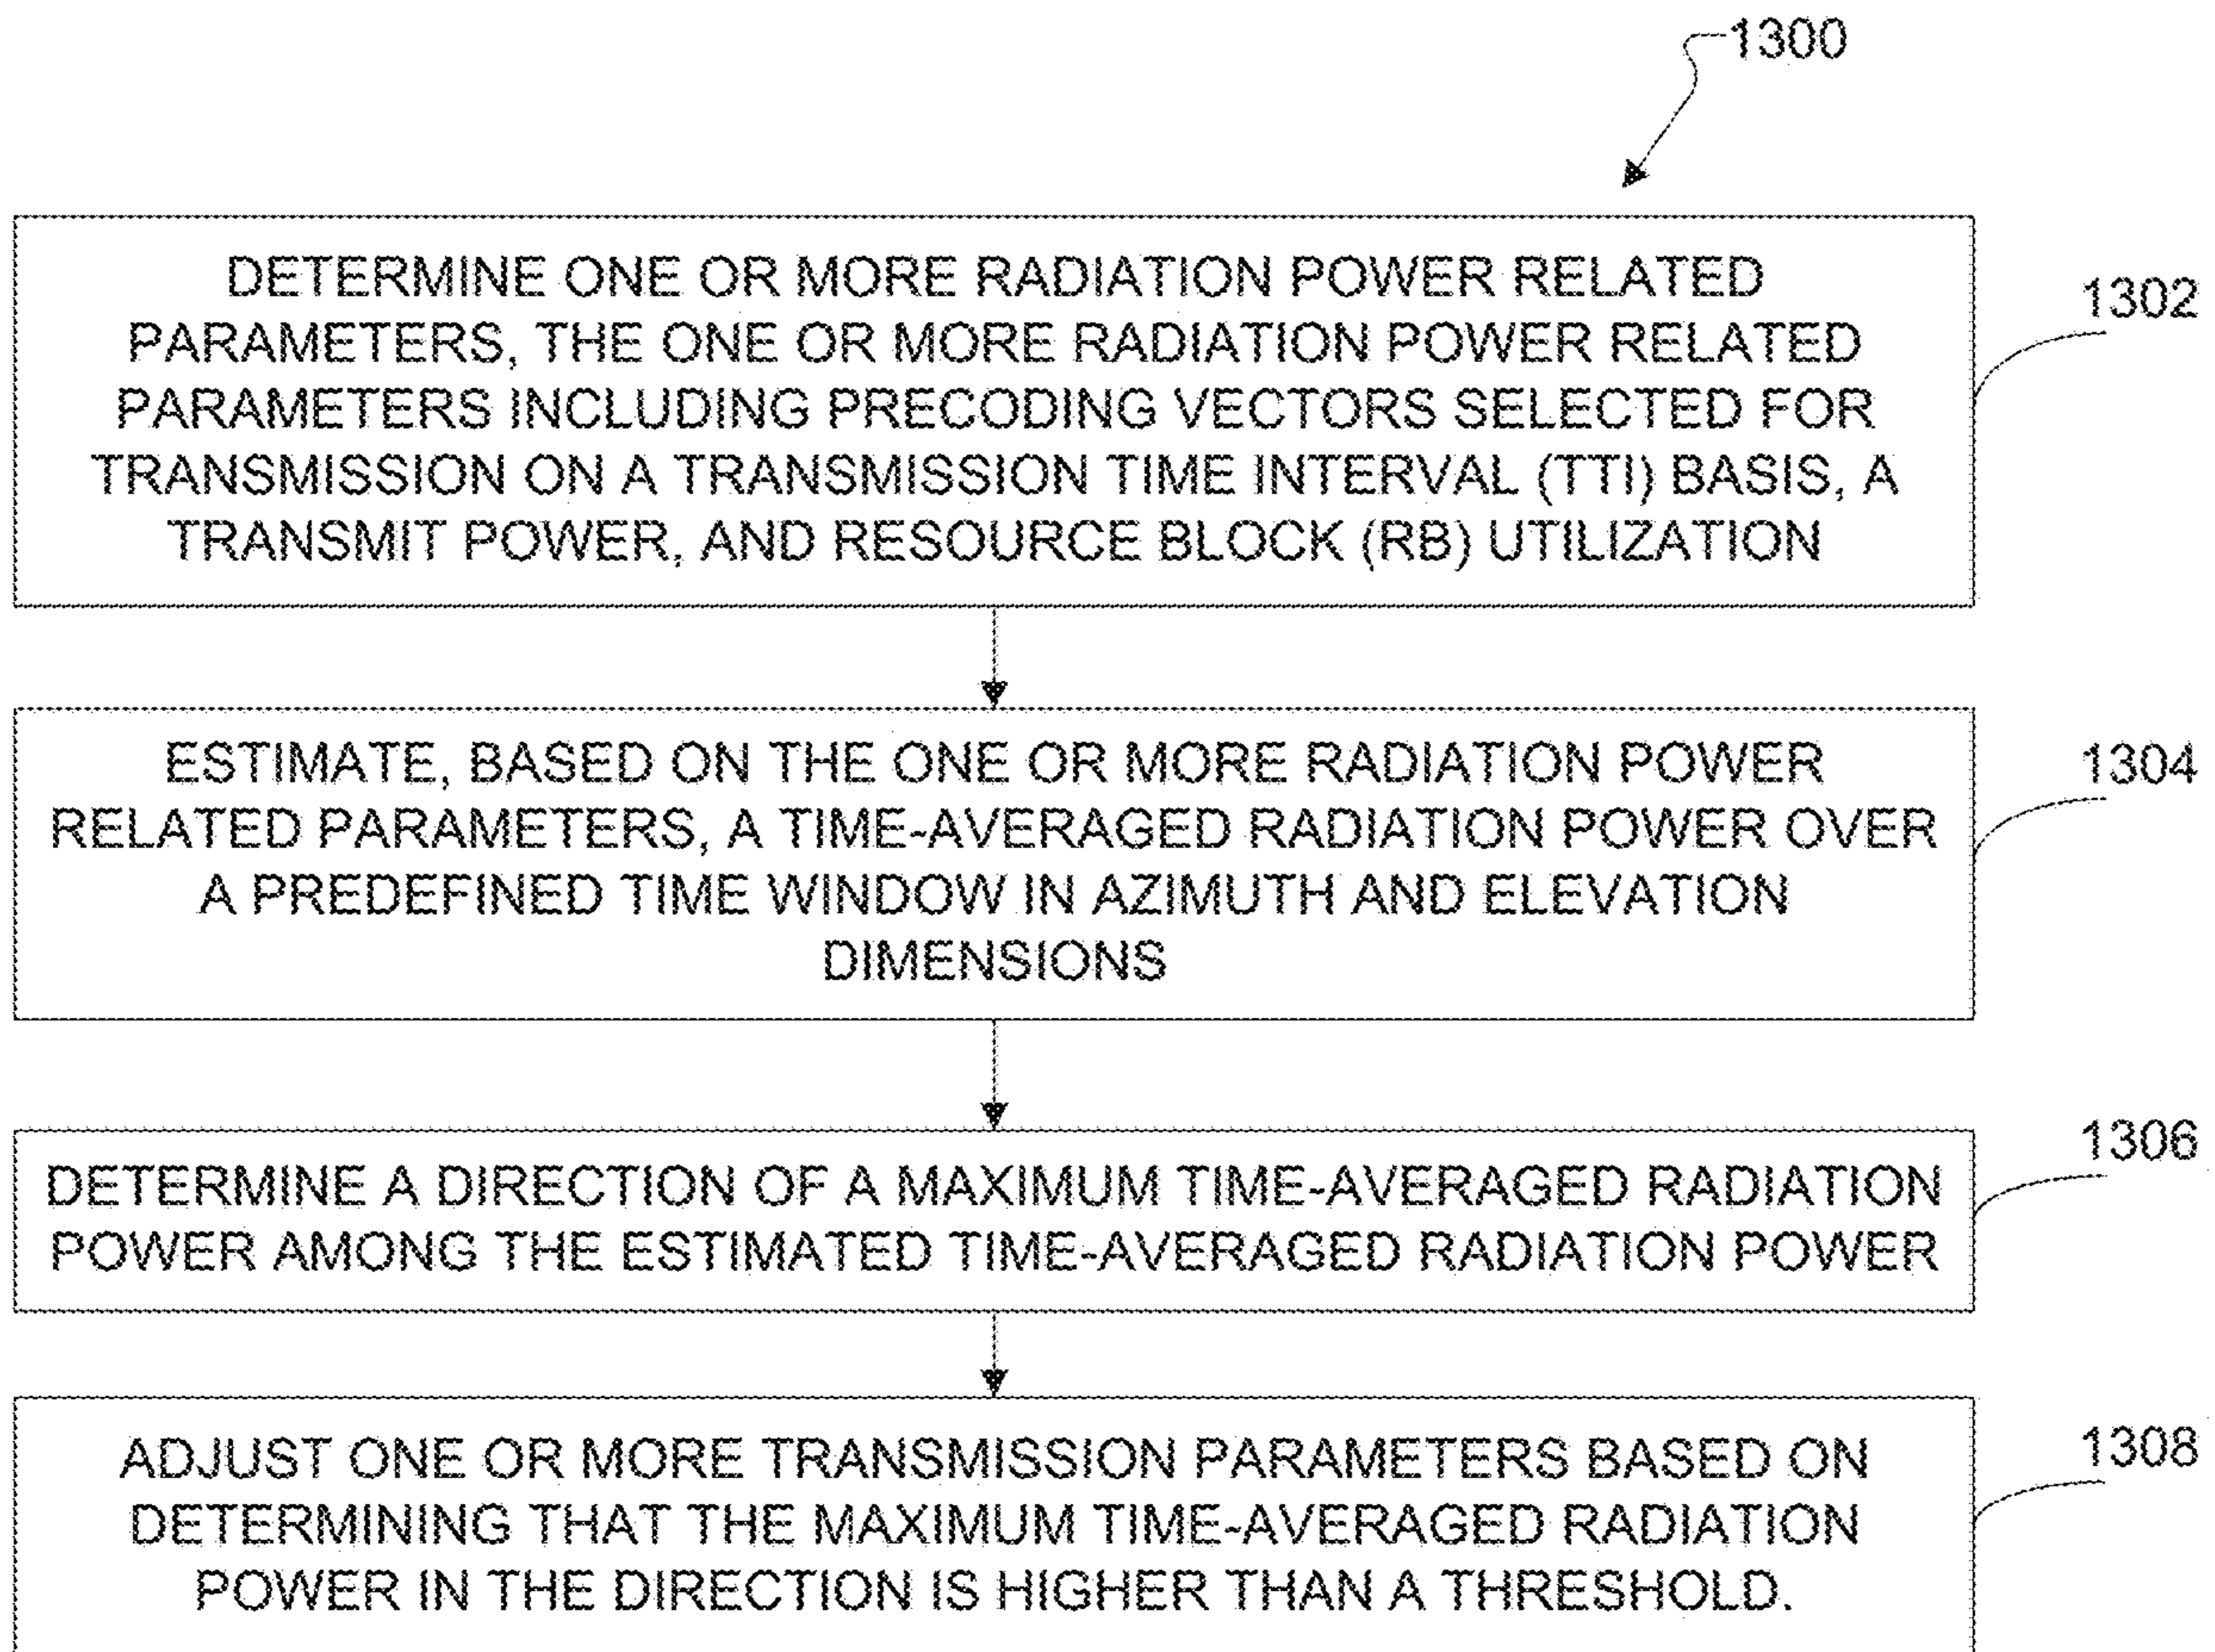 1300
DETERMINE ONE OR MORE RADIATION POWER RELATED
PARAMETERS, THE ONE OR MORE RADIATION POWER RELATED
PARAMETERS INCLUDING PRECODING VECTORS SELECTED FOR
TRANSMISSION ON A TRANSMISSION TIME INTERVAL (TTI) BASIS, A
TRANSMIT POWER, AND RESOURCE BLOCK (RB) UTILIZATION
1302
ESTIMATE, BASED ON THE ONE OR MORE RADIATION POWER
RELATED PARAMETERS, A TIME-AVERAGED RADIATION POWER OVER
A PREDEFINED TIME WINDOW IN AZIMUTH AND ELEVATION
DIMENSIONS
1304
DETERMINE A DIRECTION OF A MAXIMUM TIME-AVERAGED RADIATION
POWER AMONG THE ESTIMATED TIME-AVERAGED RADIATION POWER
1306
ADJUST ONE OR MORE TRANSMISSION PARAMETERS BASED ON
DETERMINING THAT THE MAXIMUM TIME-AVERAGED RADIATION
POWER IN THE DIRECTION IS HIGHER THAN A THRESHOLD.
1308